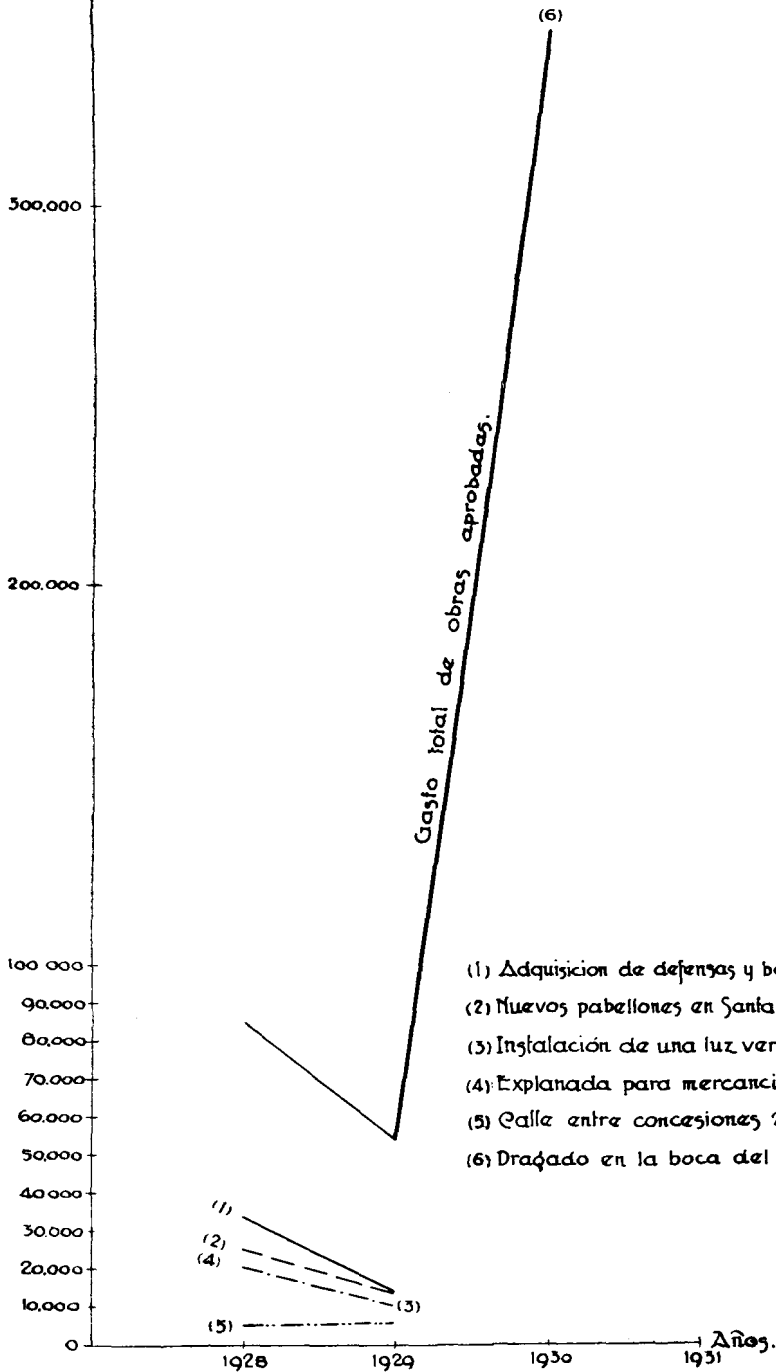 (6)
300,000
Gasto total de obras aprobadas.
200.000
100 000
90.000
80,000
70.000
60.000
50,000
40 000
30.000
20,000
10,000
0
(1)
(2)
(4)
(3)
(5)
(1) Adquisicion de defensas y
(2) Nuevos pabellones en Santa
(3) Instalación de una luz
(4) Explanada para
(5) Calle entre concesiones
(6) Dragado en la boca del
1928
1929
1930
1931
Años.